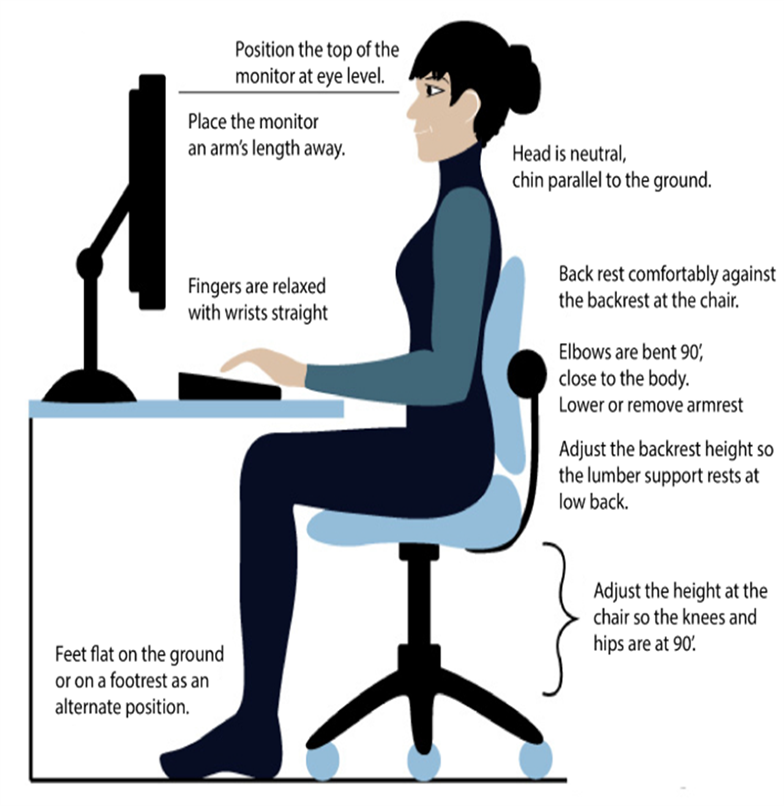 Position the top of the
monitor at eye level.
Place the monitor
an arm's length away.
Head is neutral,
chin parallel to the ground.
Back rest comfortably against
the backrest at the chair.
Fingers are relaxed
with wrists straight
Elbows are bent 90',
close to the body.
Lower or remove armrest
Adjust the backrest height so
the lumber support rests at
low back.
Adjust the height at the
chair so the knees and
hips are at 90'.
Feet flat on the ground
or on a footrest as an
alternate position.